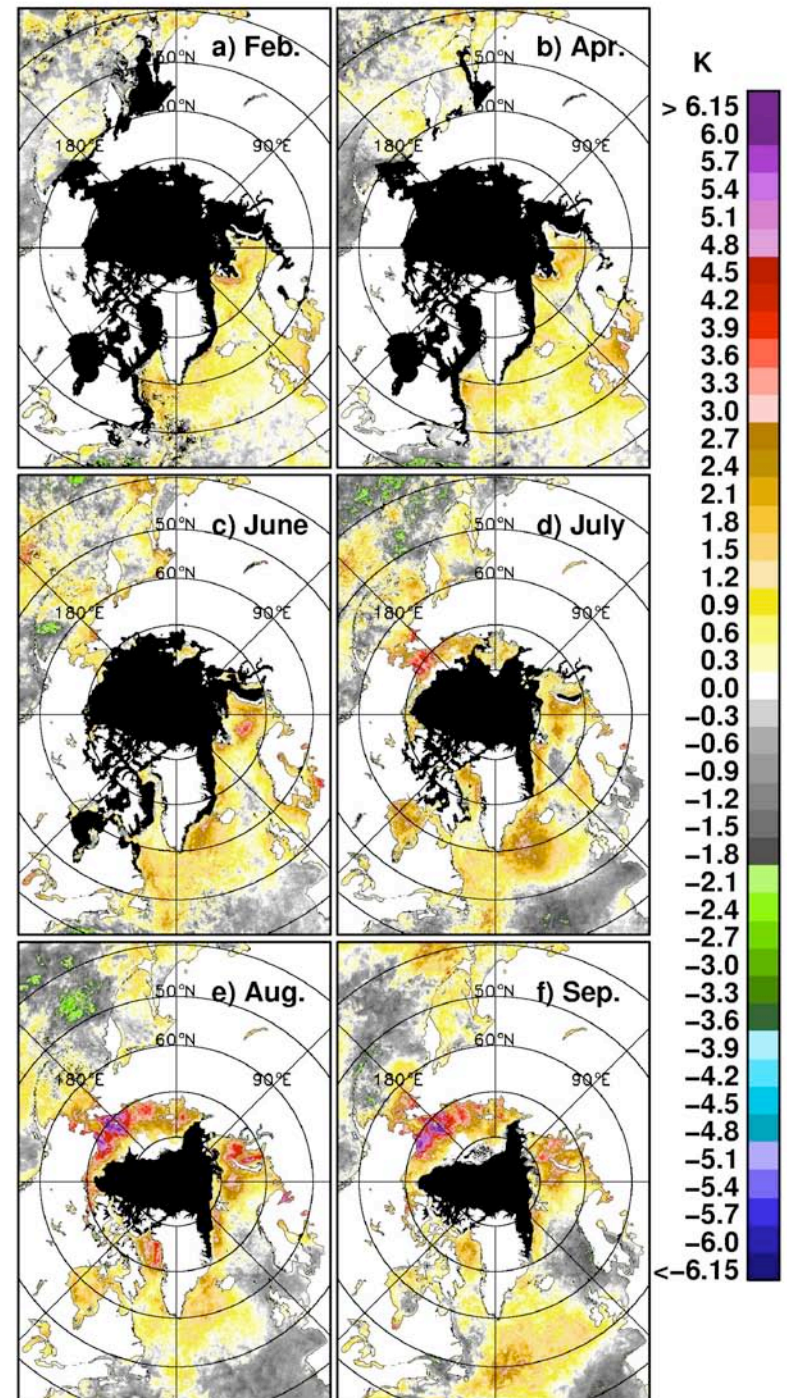 a) Feb.
50°N
60°N
180°E
90°E
b) Apr.
50°N
60°N
180°E
90°E
c) June
50°N
60°N
180°E
90°E
d) July
50°N
60°N
180°E
90°E
e) Aug.
50°N
60°N
180°E
90°E
f) Sep.
50°N
60°N
180°E
90°E
K
> 6.15
6.0
5.7
5.4
5.1
4.8
4.5
4.2
3.9
3.6
3.3
3.0
2.7
2.4
2.1
1.8
1.5
1.2
0.9
0.6
0.3
0.0
−0.3
−0.6
−0.9
−1.2
−1.5
−1.8
−2.1
−2.4
−2.7
−3.0
−3.3
−3.6
−3.9
−4.2
−4.5
−4.8
−5.1
−5.4
−5.7
−6.0
<−6.15